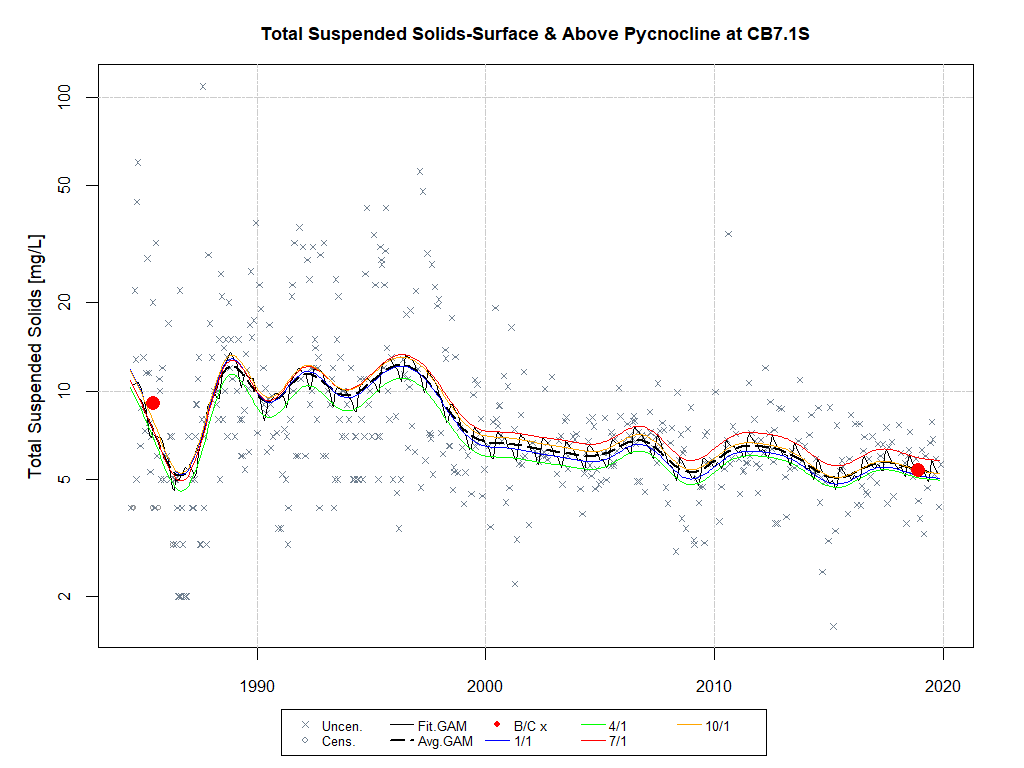 Total Suspended Solids-Surface & Above Pycnocline at CB7.1S
Total Suspended Solids [mg/L]
100
50
20
10
5
2
1990 2000 2010 2020
Uncen. Fit.GAM B/C x 4/1 10/1
Cens. Avg.GAM 1/1 7/1